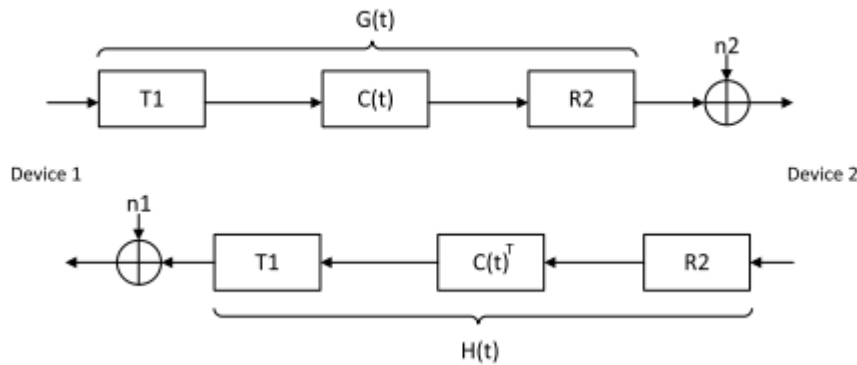 G(t)
n2
T1
C(t)
R2
Device 1
Device 2
n1
T1
C(t)^T
R2
H(t)